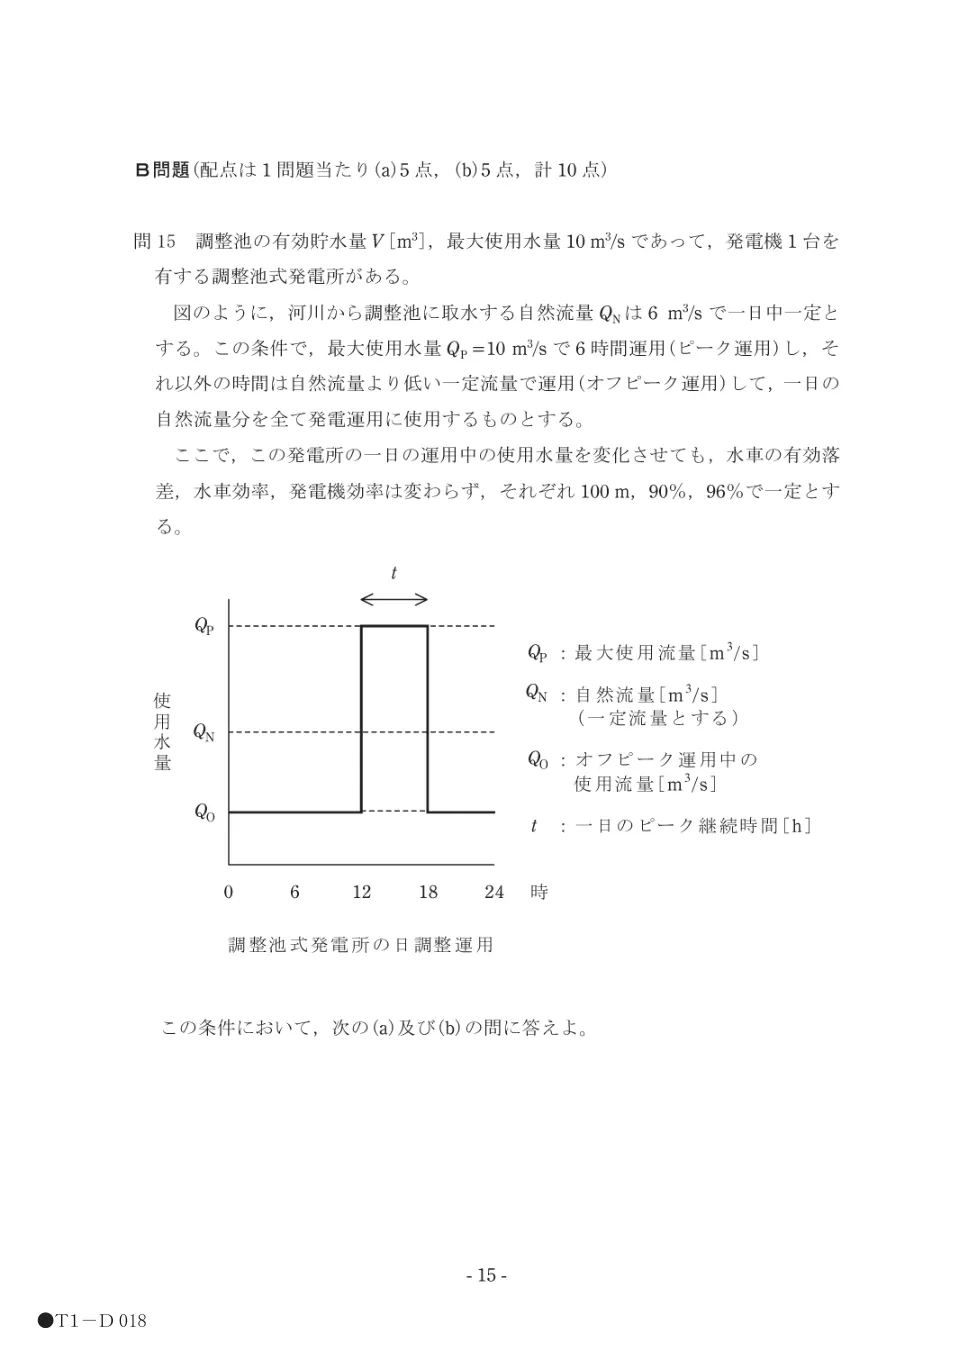 B問題(配点は1問題当たり(a)5点，(b)5点，計10点)
問15　調整池の有効貯水量V［m³］，最大使用水量10 m³/sであって，発電機1台を
有する調整池式発電所がある。
図のように，河川から調整池に取水する自然流量Q_Nは6 m³/sで一日中一定と
する。この条件で，最大使用水量Q_P=10 m³/sで6時間運用(ピーク運用)し，そ
れ以外の時間は自然流量より低い一定流量で運用(オフピーク運用)して，一日の
自然流量分を全て発電運用に使用するものとする。
ここで，この発電所の一日の運用中の使用水量を変化させても，水車の有効落
差，水車効率，発電機効率は変わらず，それぞれ100 m，90%，96%で一定とす
る。
t
Q_P
Q_N
Q_O
使用水量
0 6 12 18 24 時
Q_P：最大使用流量［m³/s］
Q_N：自然流量［m³/s］
（一定流量とする）
Q_O：オフピーク運用中の
使用流量［m³/s］
t：一日のピーク継続時間［h］
調整池式発電所の日調整運用
この条件において，次の(a)及び(b)の問に答えよ。
- 15 -
●T1－D 018